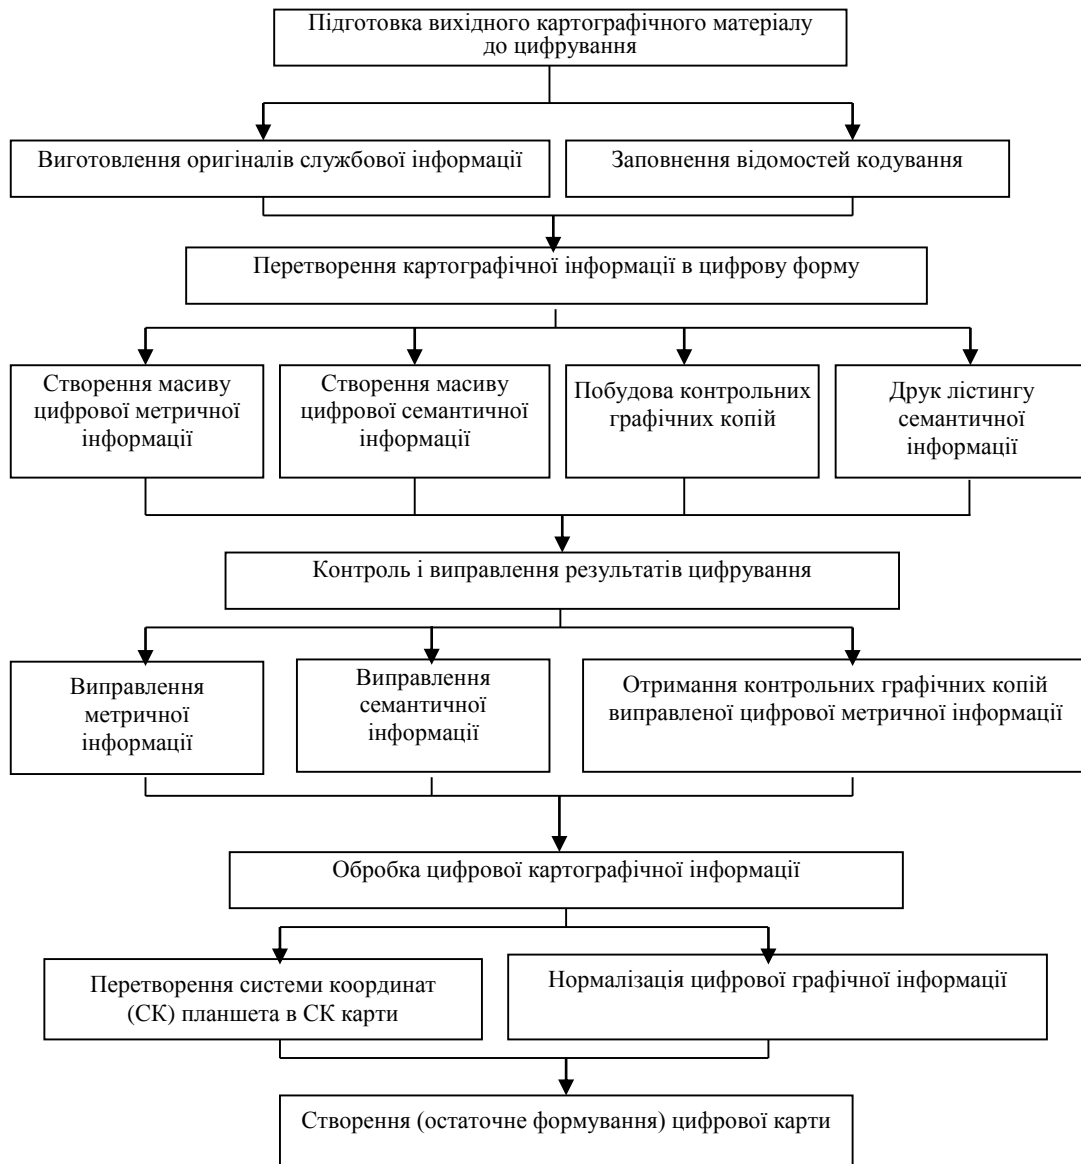 Підготовка вихідного картографічного матеріалу
до цифрування
Виготовлення оригіналів службової інформації
Заповнення відомостей кодування
Перетворення картографічної інформації в цифрову форму
Створення масиву
цифрової метричної
інформації
Створення масиву
цифрової семантичної
інформації
Побудова контрольних
графічних копій
Друк лістингу
семантичної
інформації
Контроль і виправлення результатів цифрування
Виправлення
метричної
інформації
Виправлення
семантичної
інформації
Отримання контрольних графічних копій
виправленої цифрової метричної інформації
Обробка цифрової картографічної інформації
Перетворення системи координат
(СК) планшета в СК карти
Нормалізація цифрової графічної інформації
Створення (остаточне формування) цифрової карти